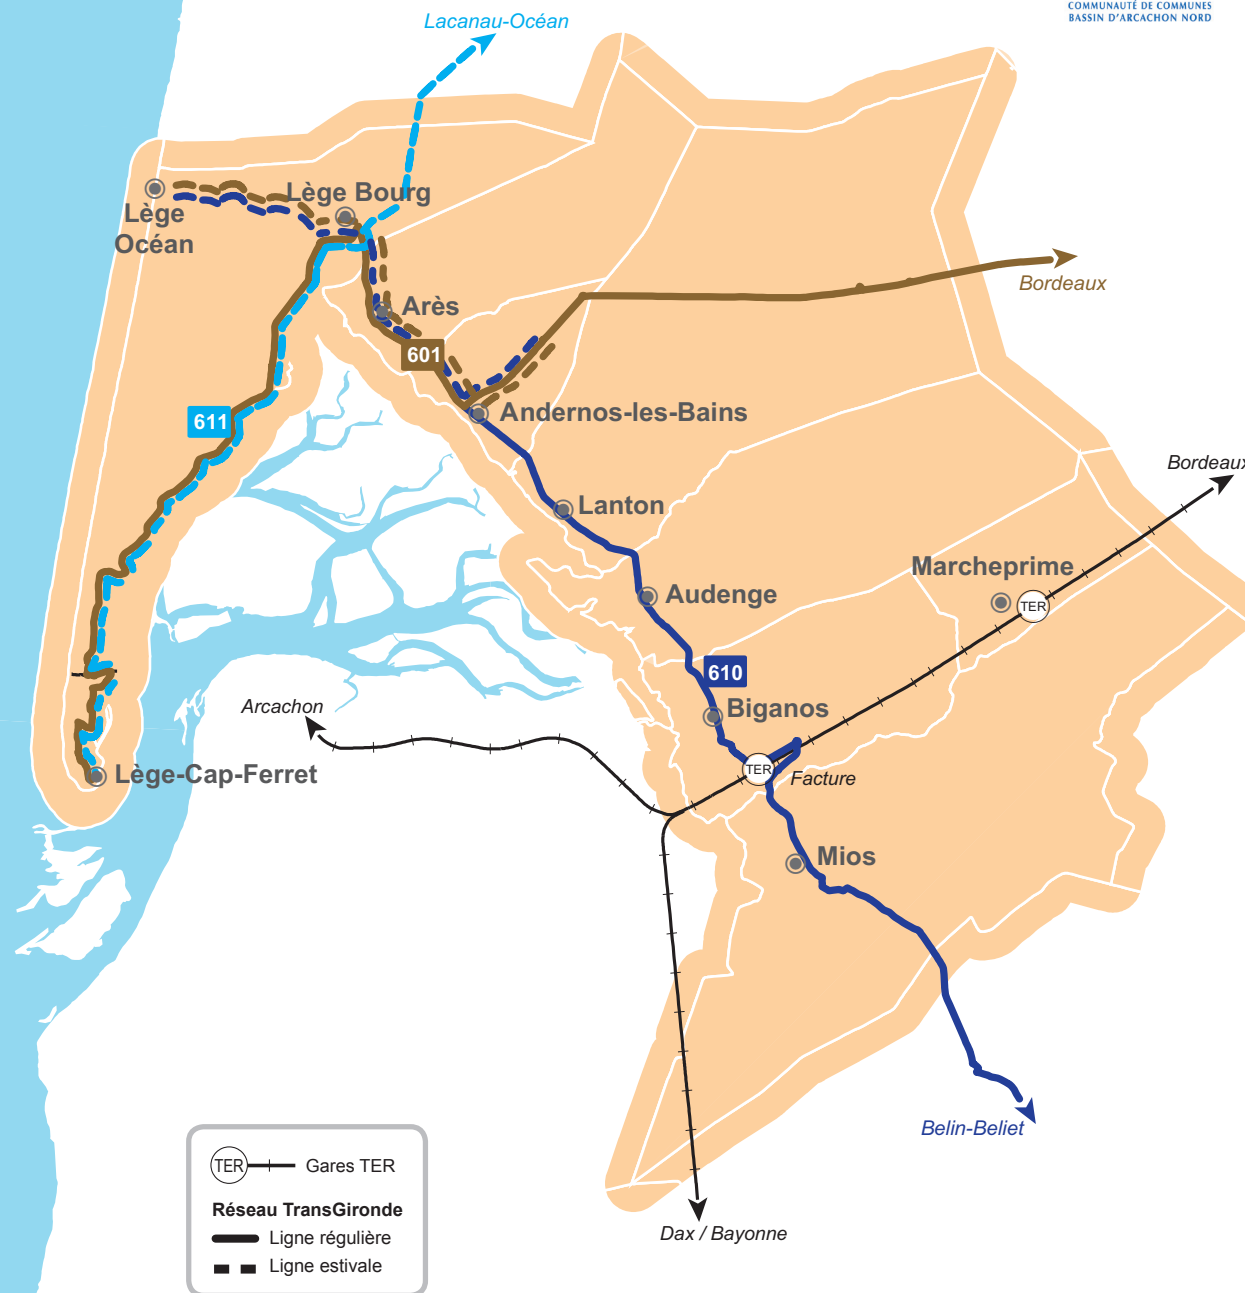 COMMUNAUTÉ DE COMMUNES
BASSIN D'ARCACHON NORD
Lacanau-Océan
Lège Bourg
Lège
Océan
Bordeaux
Arès
601
Andernos-les-Bains
611
Bordeaux
Lanton
Marcheprime
TER
Audenge
610
Biganos
Arcachon
TER
Facture
Lège-Cap-Ferret
Mios
Belin-Beliet
TER
Gares TER
Réseau TransGironde
Ligne régulière
Ligne estivale
Dax / Bayonne